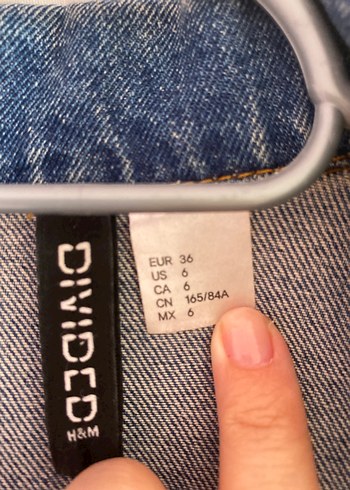 EUR 36
US 6
CA 6
CN 165/84A
MX 6
DIVIDED
H&M